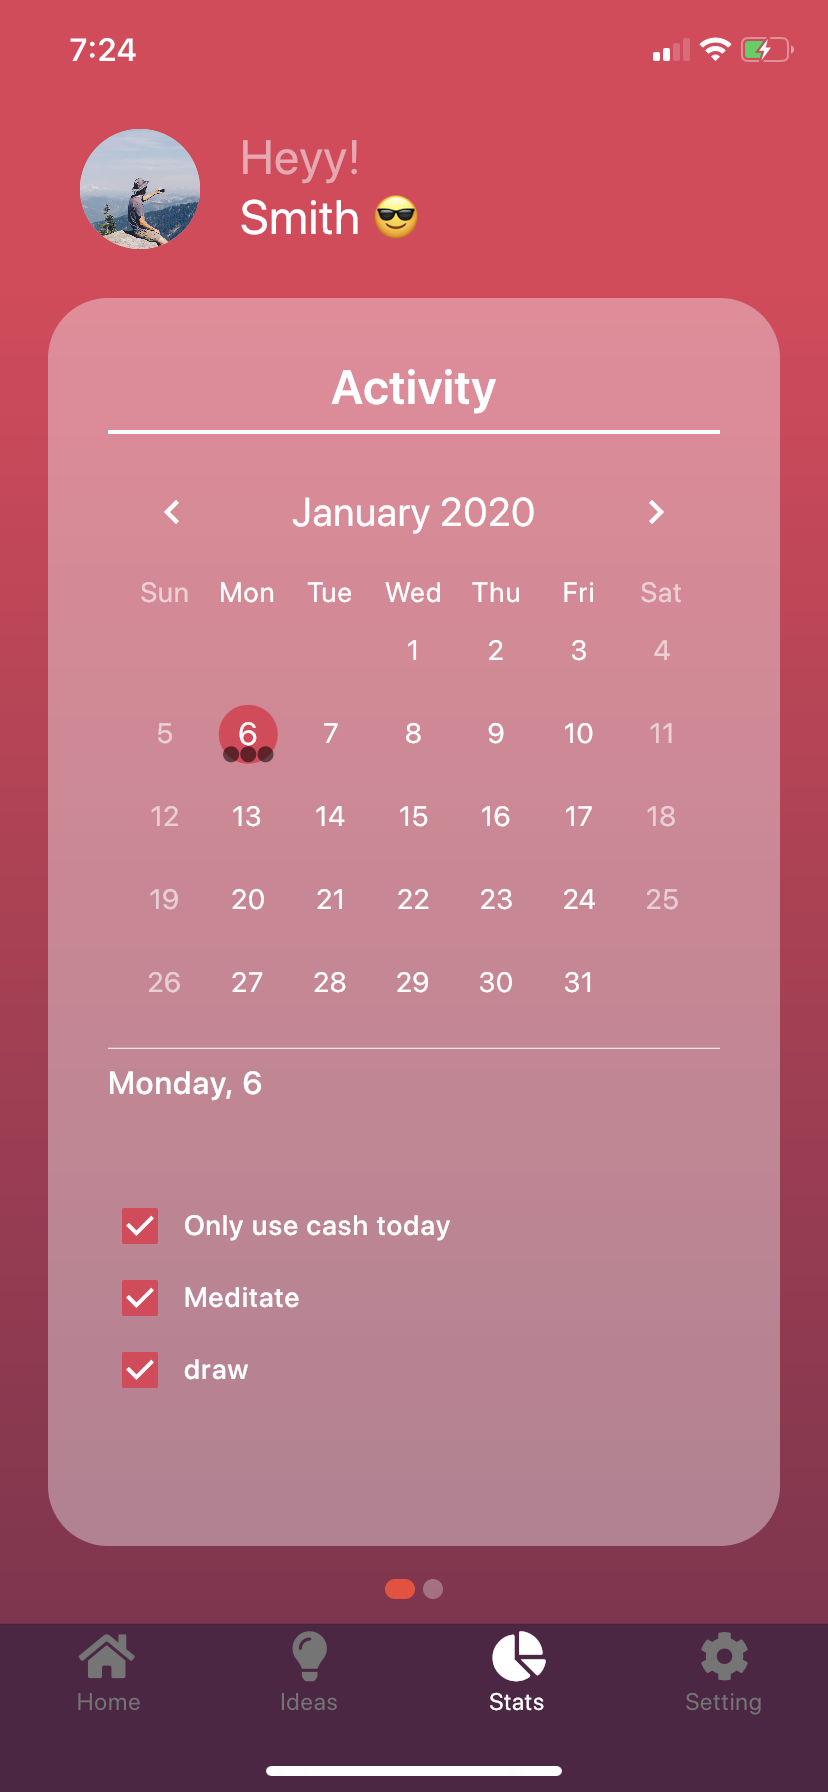 7:24
Heyy!
Smith 😎
Activity
January 2020
Sun Mon Tue Wed Thu Fri Sat
1 2 3 4
5 6 7 8 9 10 11
12 13 14 15 16 17 18
19 20 21 22 23 24 25
26 27 28 29 30 31
Monday, 6
Only use cash today
Meditate
draw
Home Ideas Stats Setting